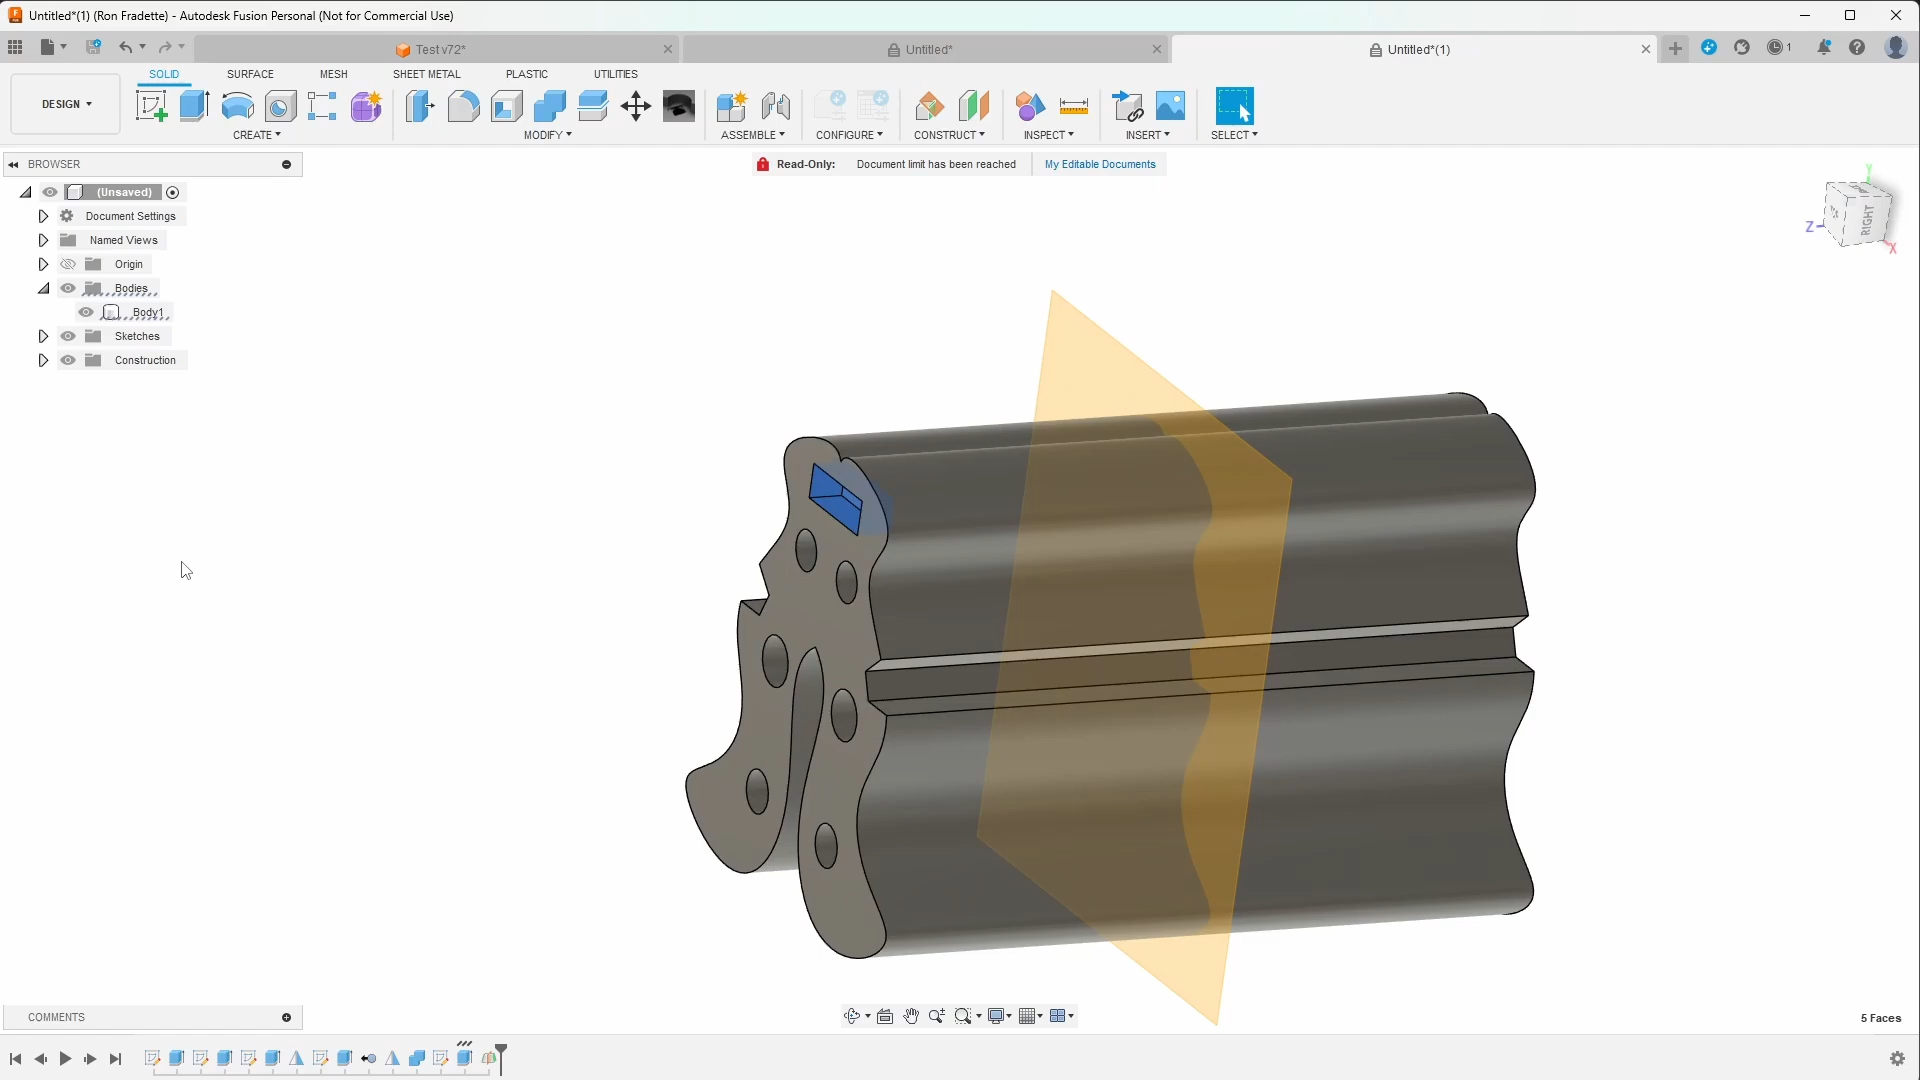 Untitled*(1) (Ron Fradette) - Autodesk Fusion Personal (Not for Commercial Use)
Test v72*
Untitled*
Untitled*(1)
1
SOLID
SURFACE
MESH
SHEET METAL
PLASTIC
UTILITIES
DESIGN
CREATE
MODIFY
ASSEMBLE
CONFIGURE
CONSTRUCT
INSPECT
INSERT
SELECT
BROWSER
Read-Only: Document limit has been reached
My Editable Documents
(Unsaved)
Document Settings
Named Views
Origin
Bodies
Body1
Sketches
Construction
Y
Z
RIGHT
X
COMMENTS
5 Faces